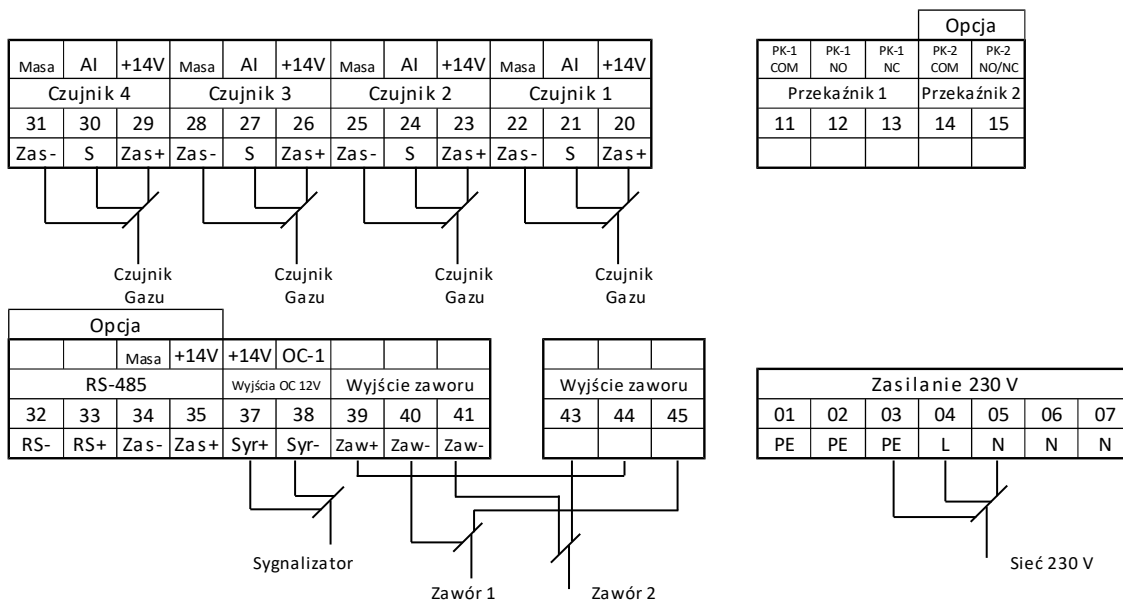 Opcja
Masa AI +14V Masa AI +14V Masa AI +14V Masa AI +14V
PK-1 COM PK-1 NO PK-1 NC PK-2 COM PK-2 NO/NC
Czujnik 4 Czujnik 3 Czujnik 2 Czujnik 1
Przekaźnik 1 Przekaźnik 2
31 30 29 28 27 26 25 24 23 22 21 20
11 12 13 14 15
Zas- S Zas+ Zas- S Zas+ Zas- S Zas+ Zas- S Zas+
Czujnik Czujnik Czujnik Czujnik
Gazu Gazu Gazu Gazu
Opcja
Masa +14V +14V OC-1
RS-485 Wyjścia OC 12V Wyjście zaworu Wyjście zaworu Zasilanie 230 V
32 33 34 35 37 38 39 40 41 43 44 45 01 02 03 04 05 06 07
RS- RS+ Zas- Zas+ Syr+ Syr- Zaw+ Zaw- Zaw- PE PE PE L N N N
Sygnalizator Sieć 230 V
Zawór 1 Zawór 2